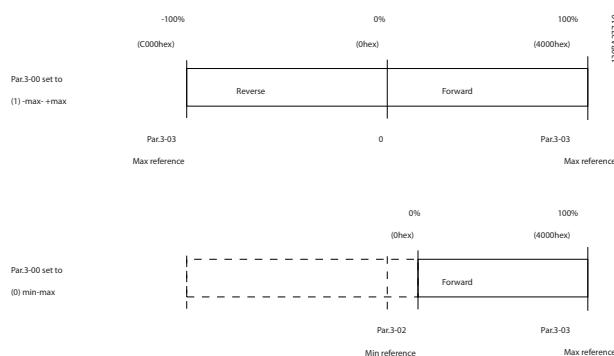 -100% 0% 100%
(C000hex) (0hex) (4000hex)
Par.3-00 set to
(1) -max- +max
Reverse Forward
Par.3-03 0 Par.3-03
Max reference Max reference
0% 100%
(0hex) (4000hex)
Par.3-00 set to
(0) min-max
Forward
Par.3-02 Par.3-03
Min reference Max reference